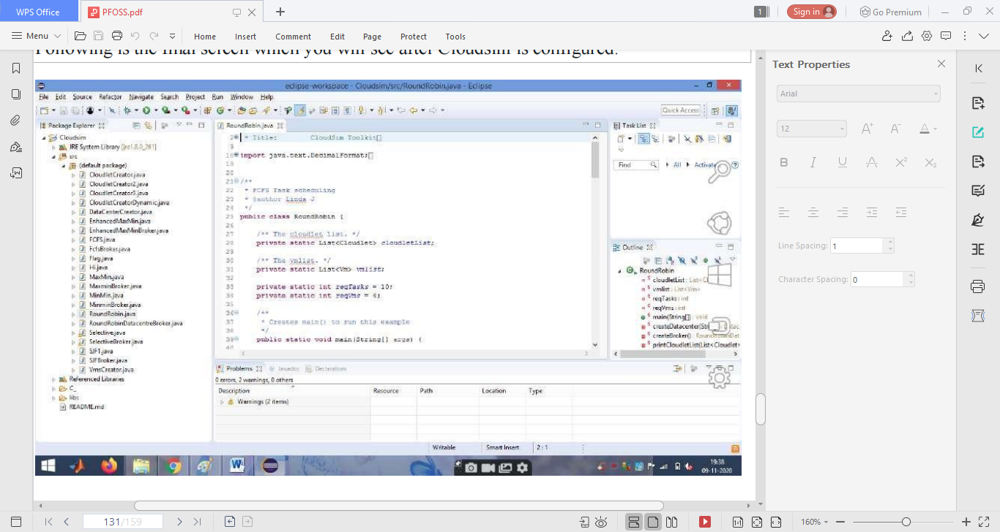 WPS Office
PFOSS.pdf
1
Sign in
Go Premium
Menu
Home Insert Comment Edit Page Protect Tools
Following is the final screen which you will see after Cloudsim is configured.
Text Properties
Arial
12
Line Spacing: 1
Character Spacing: 0
eclipse-workspace - Cloudsim/src/RoundRobin.java - Eclipse
File Edit Source Refactor Navigate Search Project Run Window Help
Quick Access
Package Explorer
Cloudsim
JRE System Library [jre1.8.0_261]
src
(default package)
CloudletCreator.java
CloudletCreator2.java
CloudletCreator3.java
CloudletCreatorDynamic.java
DataCenterCreator.java
EnhancedMaxMin.java
EnhancedMaxMinBroker.java
FCFS.java
FcfsBroker.java
Flag.java
Hi.java
MaxMin.java
MaxminBroker.java
MinMin.java
MinminBroker.java
RoundRobin.java
RoundRobinDatacentreBroker.java
Selective.java
SelectiveBroker.java
SJF1.java
SJFBroker.java
VmsCreator.java
Referenced Libraries
C_
libs
README.md
RoundRobin.java
2 * Title: CloudSim Toolkit
9
18 import java.text.DecimalFormat;
19
20
21 /**
22 * FCFS Task scheduling
23 * @author Linda J
24 */
25 public class RoundRobin {
26
27 /** The cloudlet list. */
28 private static List<Cloudlet> cloudletList;
29
30 /** The vmlist. */
31 private static List<Vm> vmlist;
32
33 private static int reqTasks = 10;
34 private static int reqVms = 4;
35
36 /**
37 * Creates main() to run this example
38 */
39 public static void main(String[] args) {
40
Task List
Find All Activate
Outline
RoundRobin
cloudletList : List<Cl
vmlist : List<Vm>
reqTasks : int
reqVms : int
main(String[]) : void
createDatacenter(Stri
createBroker() : RoundRobinDat
printCloudletList(List<Cloudlet>
Problems Javadoc Declaration
0 errors, 2 warnings, 0 others
Description Resource Path Location Type
Warnings (2 items)
Writable Smart Insert 2 : 1
19:38
09-11-2020
131/159
160%